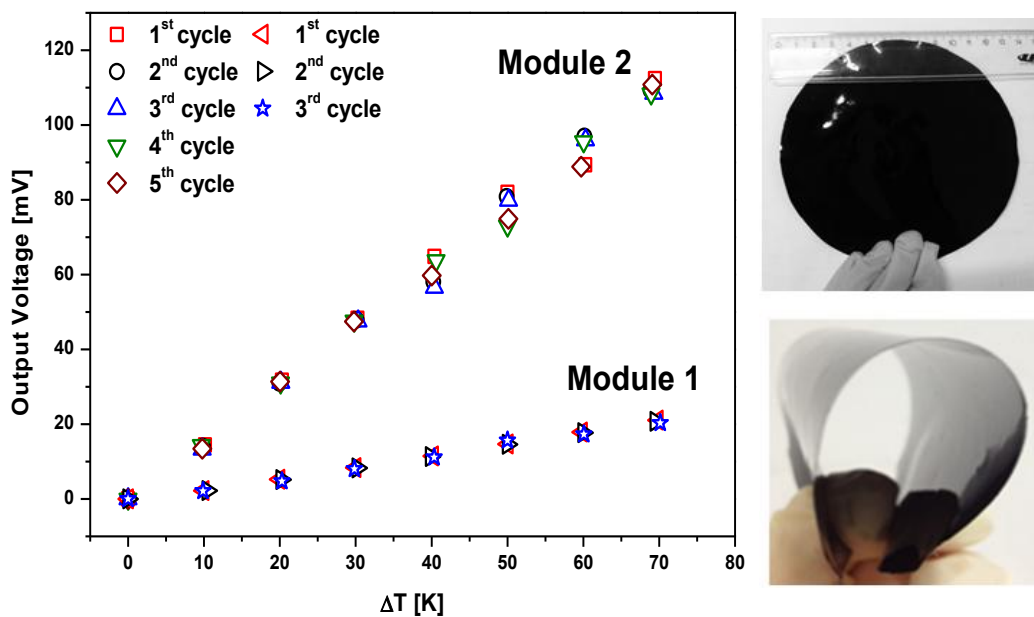 120
100
80
60
40
20
0
Output Voltage [mV]
1st cycle
2nd cycle
3rd cycle
4th cycle
5th cycle
1st cycle
2nd cycle
3rd cycle
Module 2
Module 1
0 10 20 30 40 50 60 70 80
ΔT [K]